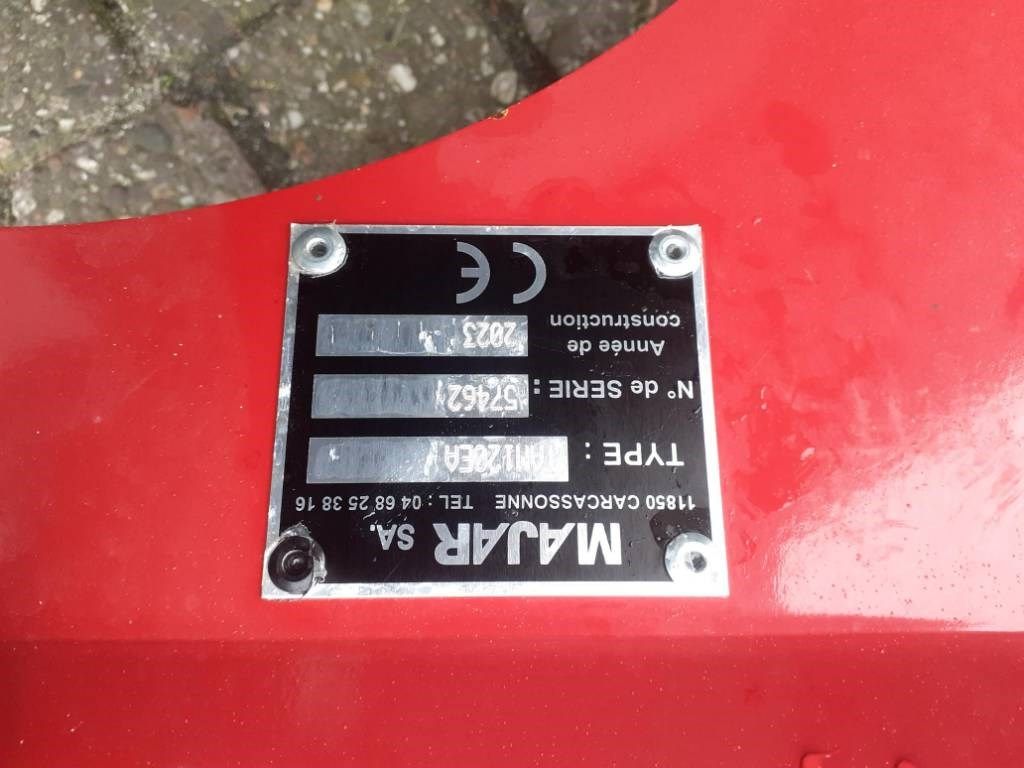 MAJAR SA.
11850 CARCASSONNE TEL : 04 68 25 38 16
TYPE : TAM120EA
N° de SERIE : 57462
Année de
construction 2023
CE